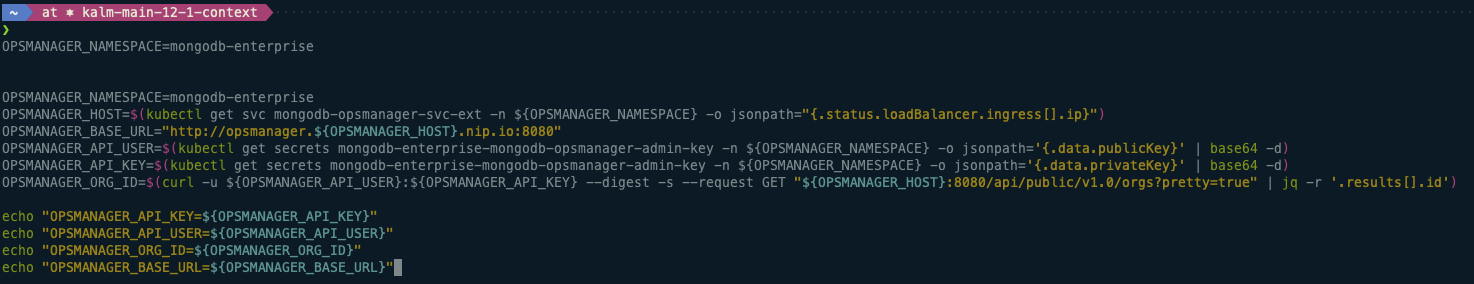 ~ at ⎈ kalm-main-12-1-context
❯
OPSMANAGER_NAMESPACE=mongodb-enterprise
OPSMANAGER_NAMESPACE=mongodb-enterprise
OPSMANAGER_HOST=$(kubectl get svc mongodb-opsmanager-svc-ext -n ${OPSMANAGER_NAMESPACE} -o jsonpath="{.status.loadBalancer.ingress[].ip}")
OPSMANAGER_BASE_URL="http://opsmanager.${OPSMANAGER_HOST}.nip.io:8080"
OPSMANAGER_API_USER=$(kubectl get secrets mongodb-enterprise-mongodb-opsmanager-admin-key -n ${OPSMANAGER_NAMESPACE} -o jsonpath='{.data.publicKey}' | base64 -d)
OPSMANAGER_API_KEY=$(kubectl get secrets mongodb-enterprise-mongodb-opsmanager-admin-key -n ${OPSMANAGER_NAMESPACE} -o jsonpath='{.data.privateKey}' | base64 -d)
OPSMANAGER_ORG_ID=$(curl -u ${OPSMANAGER_API_USER}:${OPSMANAGER_API_KEY} --digest -s --request GET "${OPSMANAGER_HOST}:8080/api/public/v1.0/orgs?pretty=true" | jq -r '.results[].id')
echo "OPSMANAGER_API_KEY=${OPSMANAGER_API_KEY}"
echo "OPSMANAGER_API_USER=${OPSMANAGER_API_USER}"
echo "OPSMANAGER_ORG_ID=${OPSMANAGER_ORG_ID}"
echo "OPSMANAGER_BASE_URL=${OPSMANAGER_BASE_URL}"